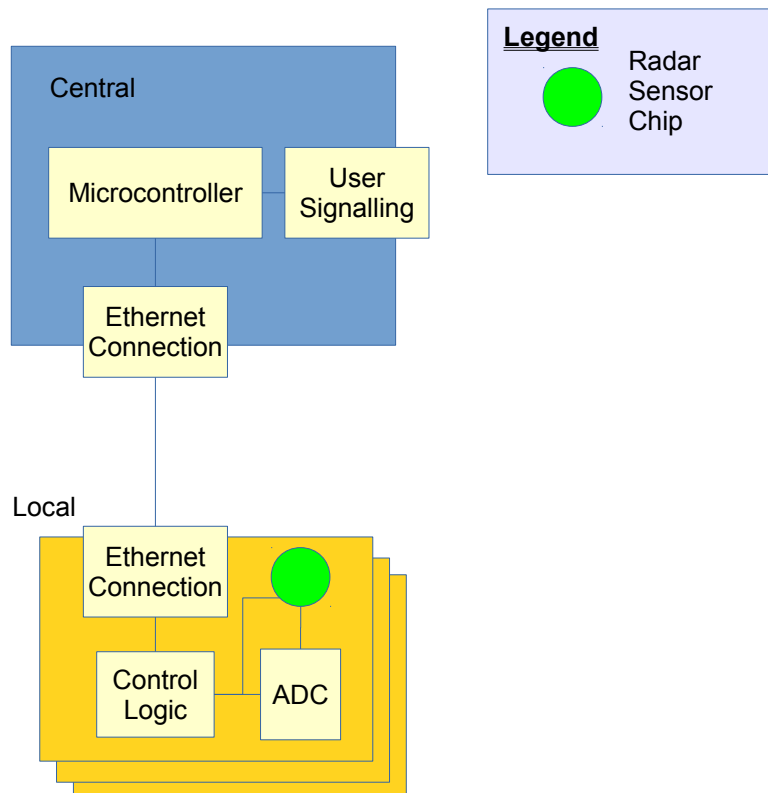 Legend
Radar
Sensor
Chip
Central
Microcontroller
User
Signalling
Ethernet
Connection
Local
Ethernet
Connection
Control
Logic
ADC